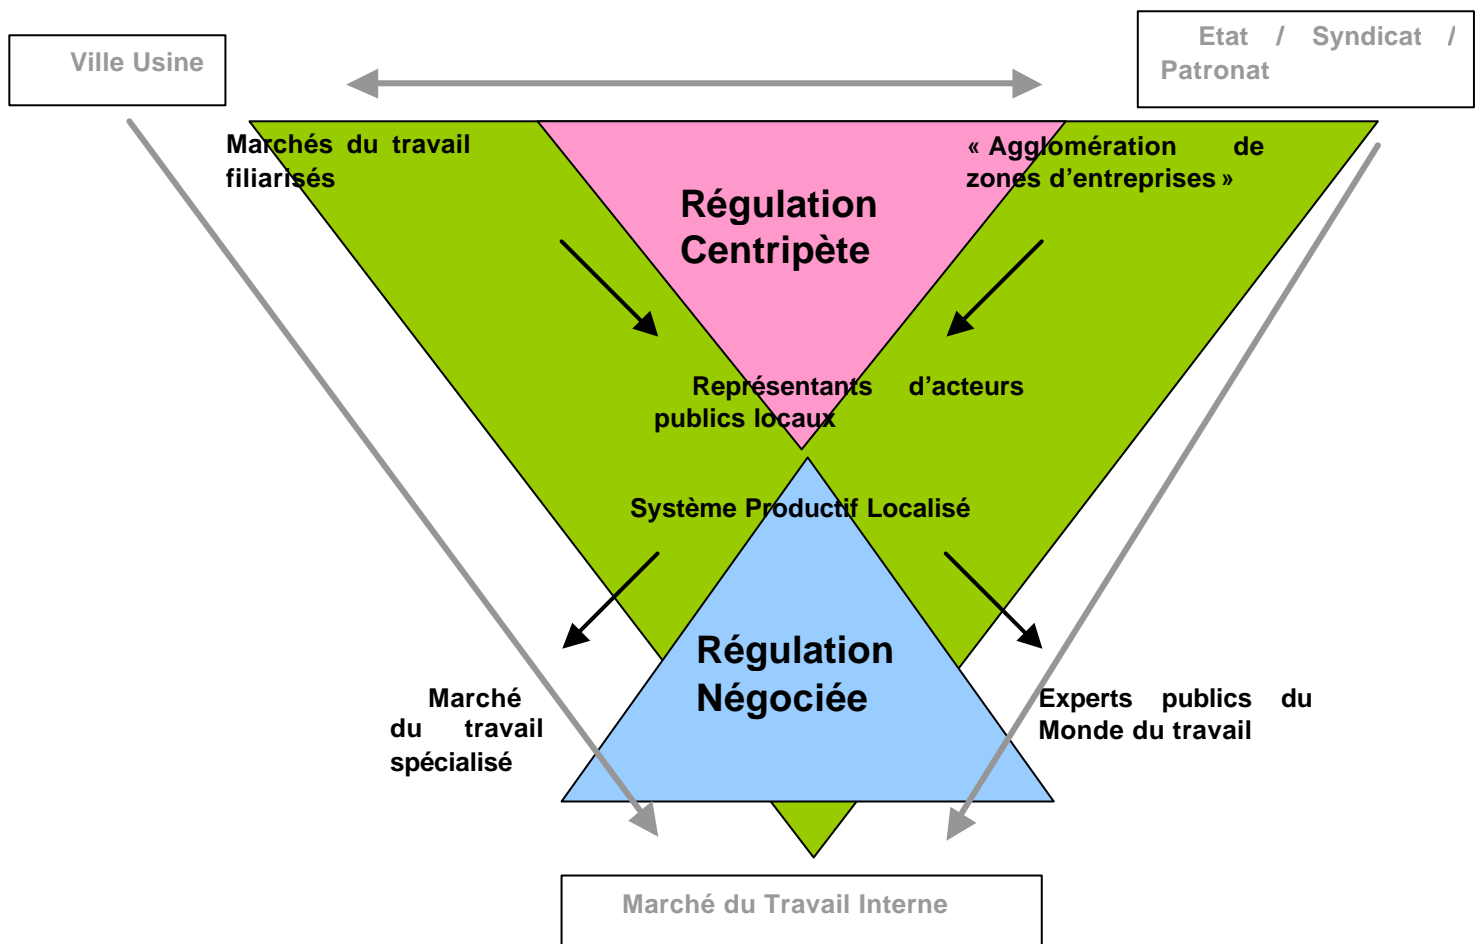 Ville Usine
Etat / Syndicat /
Patronat
Marchés du travail
filiarisés
« Agglomération de
zones d'entreprises »
Régulation
Centripète
Représentants d'acteurs
publics locaux
Système Productif Localisé
Régulation
Négociée
Marché
du travail
spécialisé
Experts publics du
Monde du travail
Marché du Travail Interne